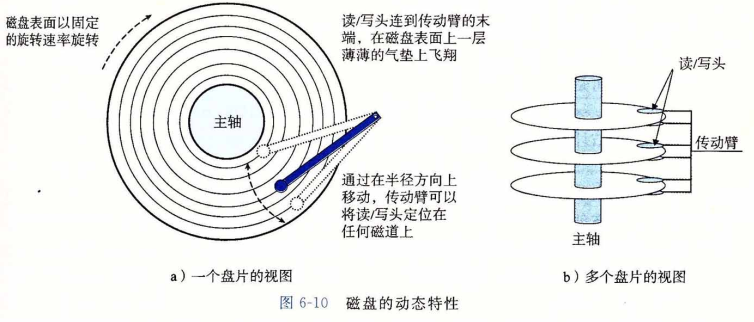 磁盘表面以固定
的旋转速率旋转
主轴
读/写头连到传动臂的末
端，在磁盘表面上一层
薄薄的气垫上飞翔
通过在半径方向上
移动，传动臂可以
将读/写头定位在
任何磁道上
a）一个盘片的视图
读/写头
传动臂
主轴
b）多个盘片的视图
图 6-10 磁盘的动态特性